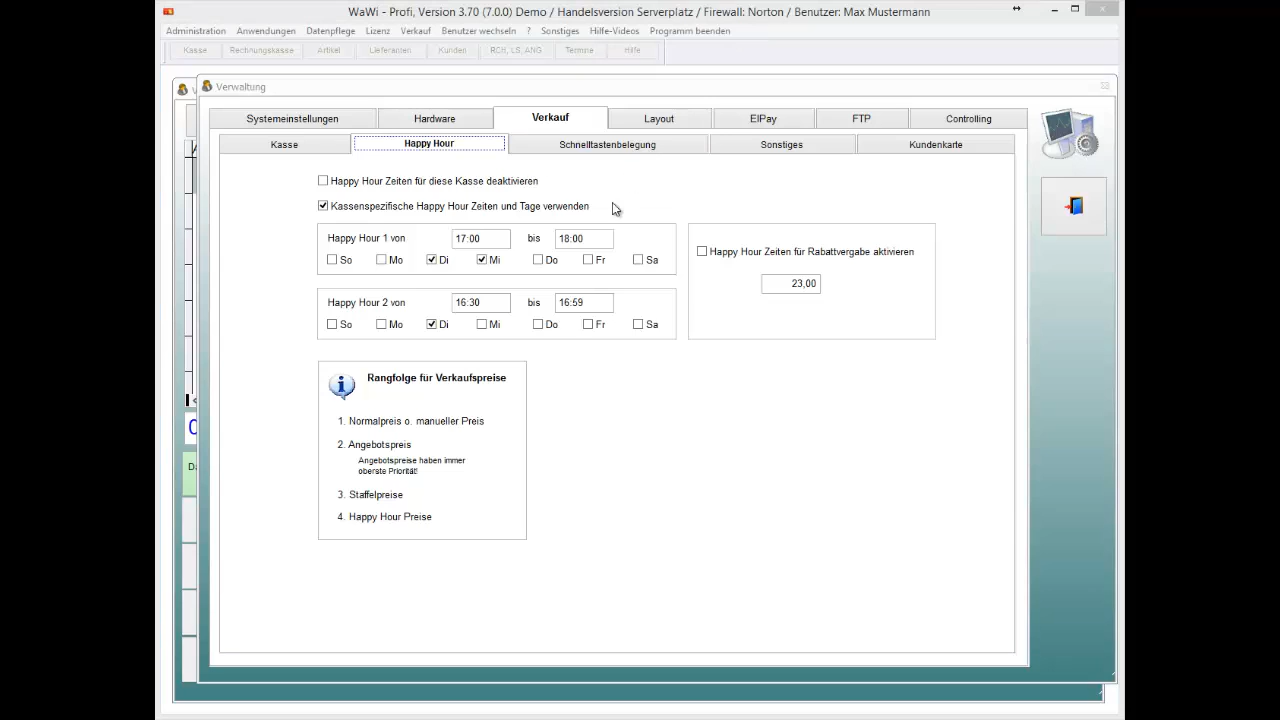 WaWi - Profi, Version 3.70 (7.0.0) Demo / Handelsversion Serverplatz / Firewall: Norton / Benutzer: Max Mustermann
Administration Anwendungen Datenpflege Lizenz Verkauf Benutzer wechseln ? Sonstiges Hilfe-Videos Programm beenden
Kasse Rechnungskasse Artikel Lieferanten Kunden RCH, LS, ANG Termine Hilfe
Verwaltung
Systemeinstellungen Hardware Verkauf Layout ElPay FTP Controlling
Kasse Happy Hour Schnelltastenbelegung Sonstiges Kundenkarte
Happy Hour Zeiten für diese Kasse deaktivieren
Kassenspezifische Happy Hour Zeiten und Tage verwenden
Happy Hour 1 von 17:00 bis 18:00
So Mo Di Mi Do Fr Sa
Happy Hour Zeiten für Rabattvergabe aktivieren
23,00
Happy Hour 2 von 16:30 bis 16:59
So Mo Di Mi Do Fr Sa
Rangfolge für Verkaufspreise
1. Normalpreis o. manueller Preis
2. Angebotspreis
Angebotspreise haben immer
oberste Priorität!
3. Staffelpreise
4. Happy Hour Preise